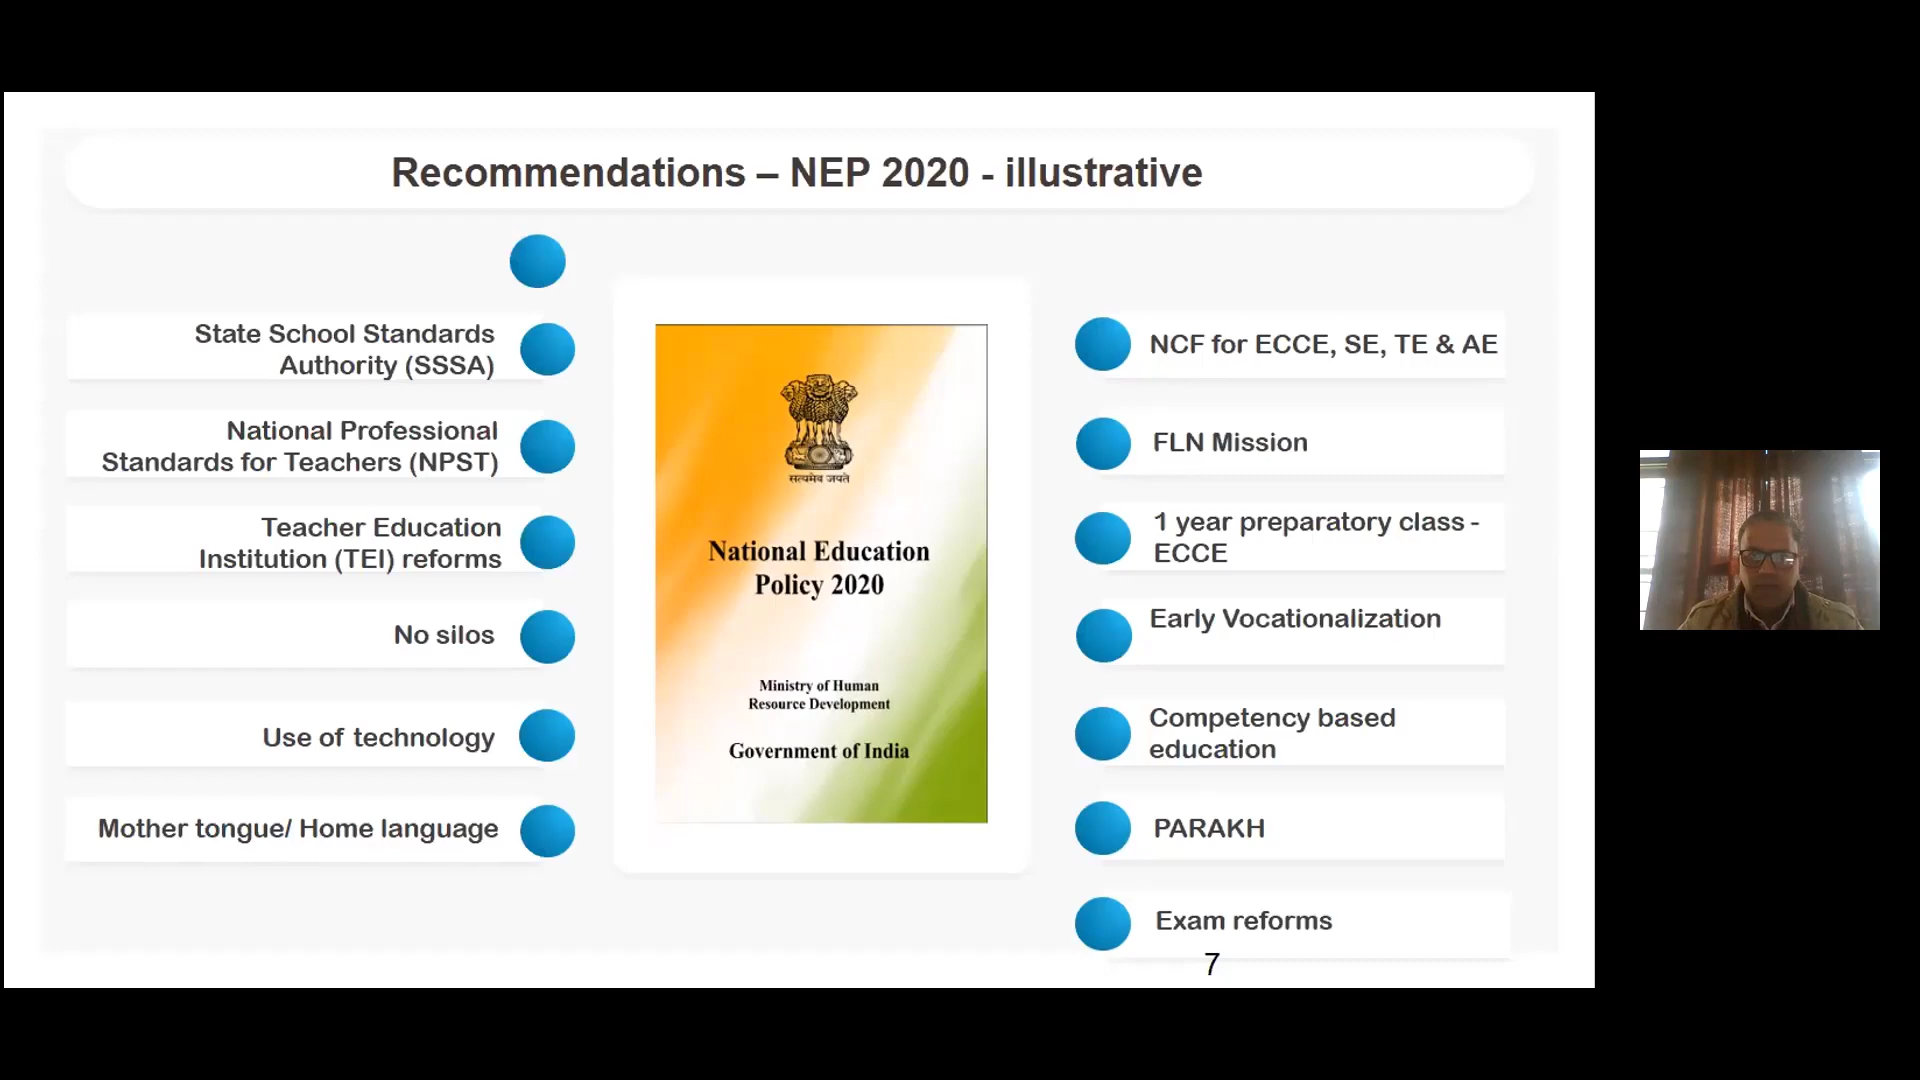 Recommendations – NEP 2020 - illustrative
State School Standards
Authority (SSSA)
National Professional
Standards for Teachers (NPST)
Teacher Education
Institution (TEI) reforms
No silos
Use of technology
Mother tongue/ Home language
सत्यमेव जयते
National Education
Policy 2020
Ministry of Human
Resource Development
Government of India
NCF for ECCE, SE, TE & AE
FLN Mission
1 year preparatory class -
ECCE
Early Vocationalization
Competency based
education
PARAKH
Exam reforms
7